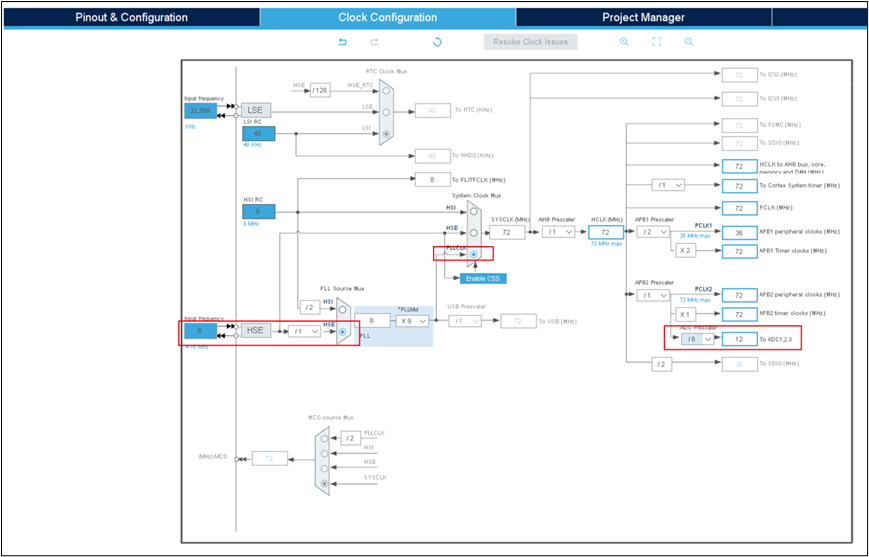 Pinout & Configuration
Clock Configuration
Project Manager
Resolve Clock Issues
RTC Clock Mux
HSE
/128
HSE_RTC
Input frequency
32.768
KHz
LSE
LSE
40
To RTC (KHz)
LSI RC
40
40 KHz
LSI
40
To IWDG (KHz)
8
To FLITFCLK (MHz)
System Clock Mux
HSI RC
8
8 MHz
HSI
HSE
PLLCLK
Enable CSS
SYSCLK (MHz)
72
AHB Prescaler
/ 1
HCLK (MHz)
72
72 MHz max
APB1 Prescaler
/ 2
PCLK1
36 MHz max
X 2
PLL Source Mux
/ 2
HSI
Input frequency
8
4-16 MHz
HSE
/ 1
HSE
8
*PLLMul
X 9
PLL
USB Prescaler
/ 1
72
To USB (MHz)
72
To I2S2 (MHz)
72
To I2S3 (MHz)
72
To FSMC (MHz)
72
To SDIO (MHz)
72
HCLK to AHB bus, core,
memory and DMA (MHz)
/ 1
72
To Cortex System timer (MHz)
72
FCLK (MHz)
36
APB1 peripheral clocks (MHz)
72
APB1 Timer clocks (MHz)
APB2 Prescaler
/ 1
PCLK2
72 MHz max
72
APB2 peripheral clocks (MHz)
X 1
72
APB2 timer clocks (MHz)
ADC Prescaler
/ 6
12
To ADC1,2,3
/ 2
36
To SDIO (MHz)
MCO source Mux
(MHz) MCO
72
/ 2
PLLCLK
HSI
HSE
SYSCLK